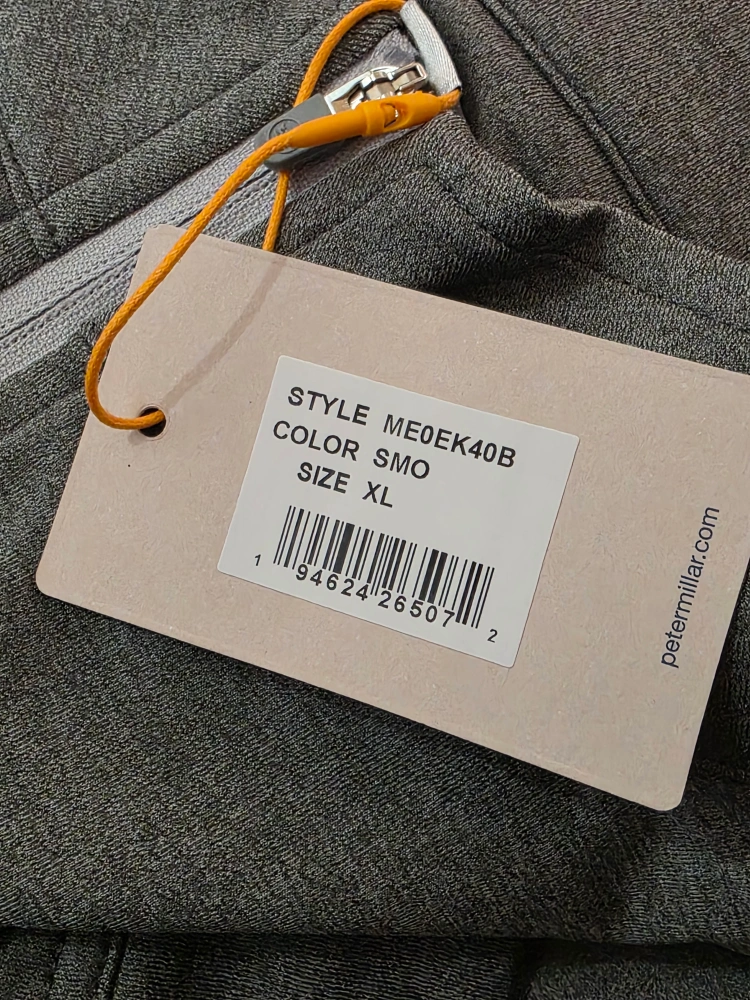 STYLE ME0EK40B
COLOR SMO
SIZE XL
1 94624 26507 2
petermillar.com